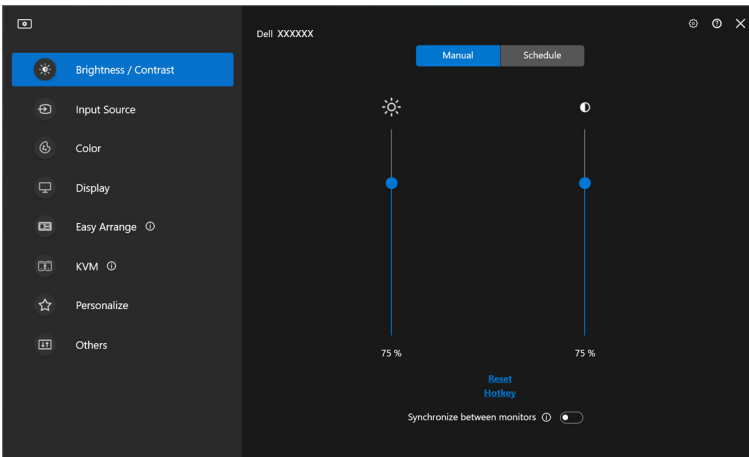 Dell XXXXXX
Manual
Schedule
Brightness / Contrast
Input Source
Color
Display
Easy Arrange
KVM
Personalize
Others
75 %
75 %
Reset
Hotkey
Synchronize between monitors